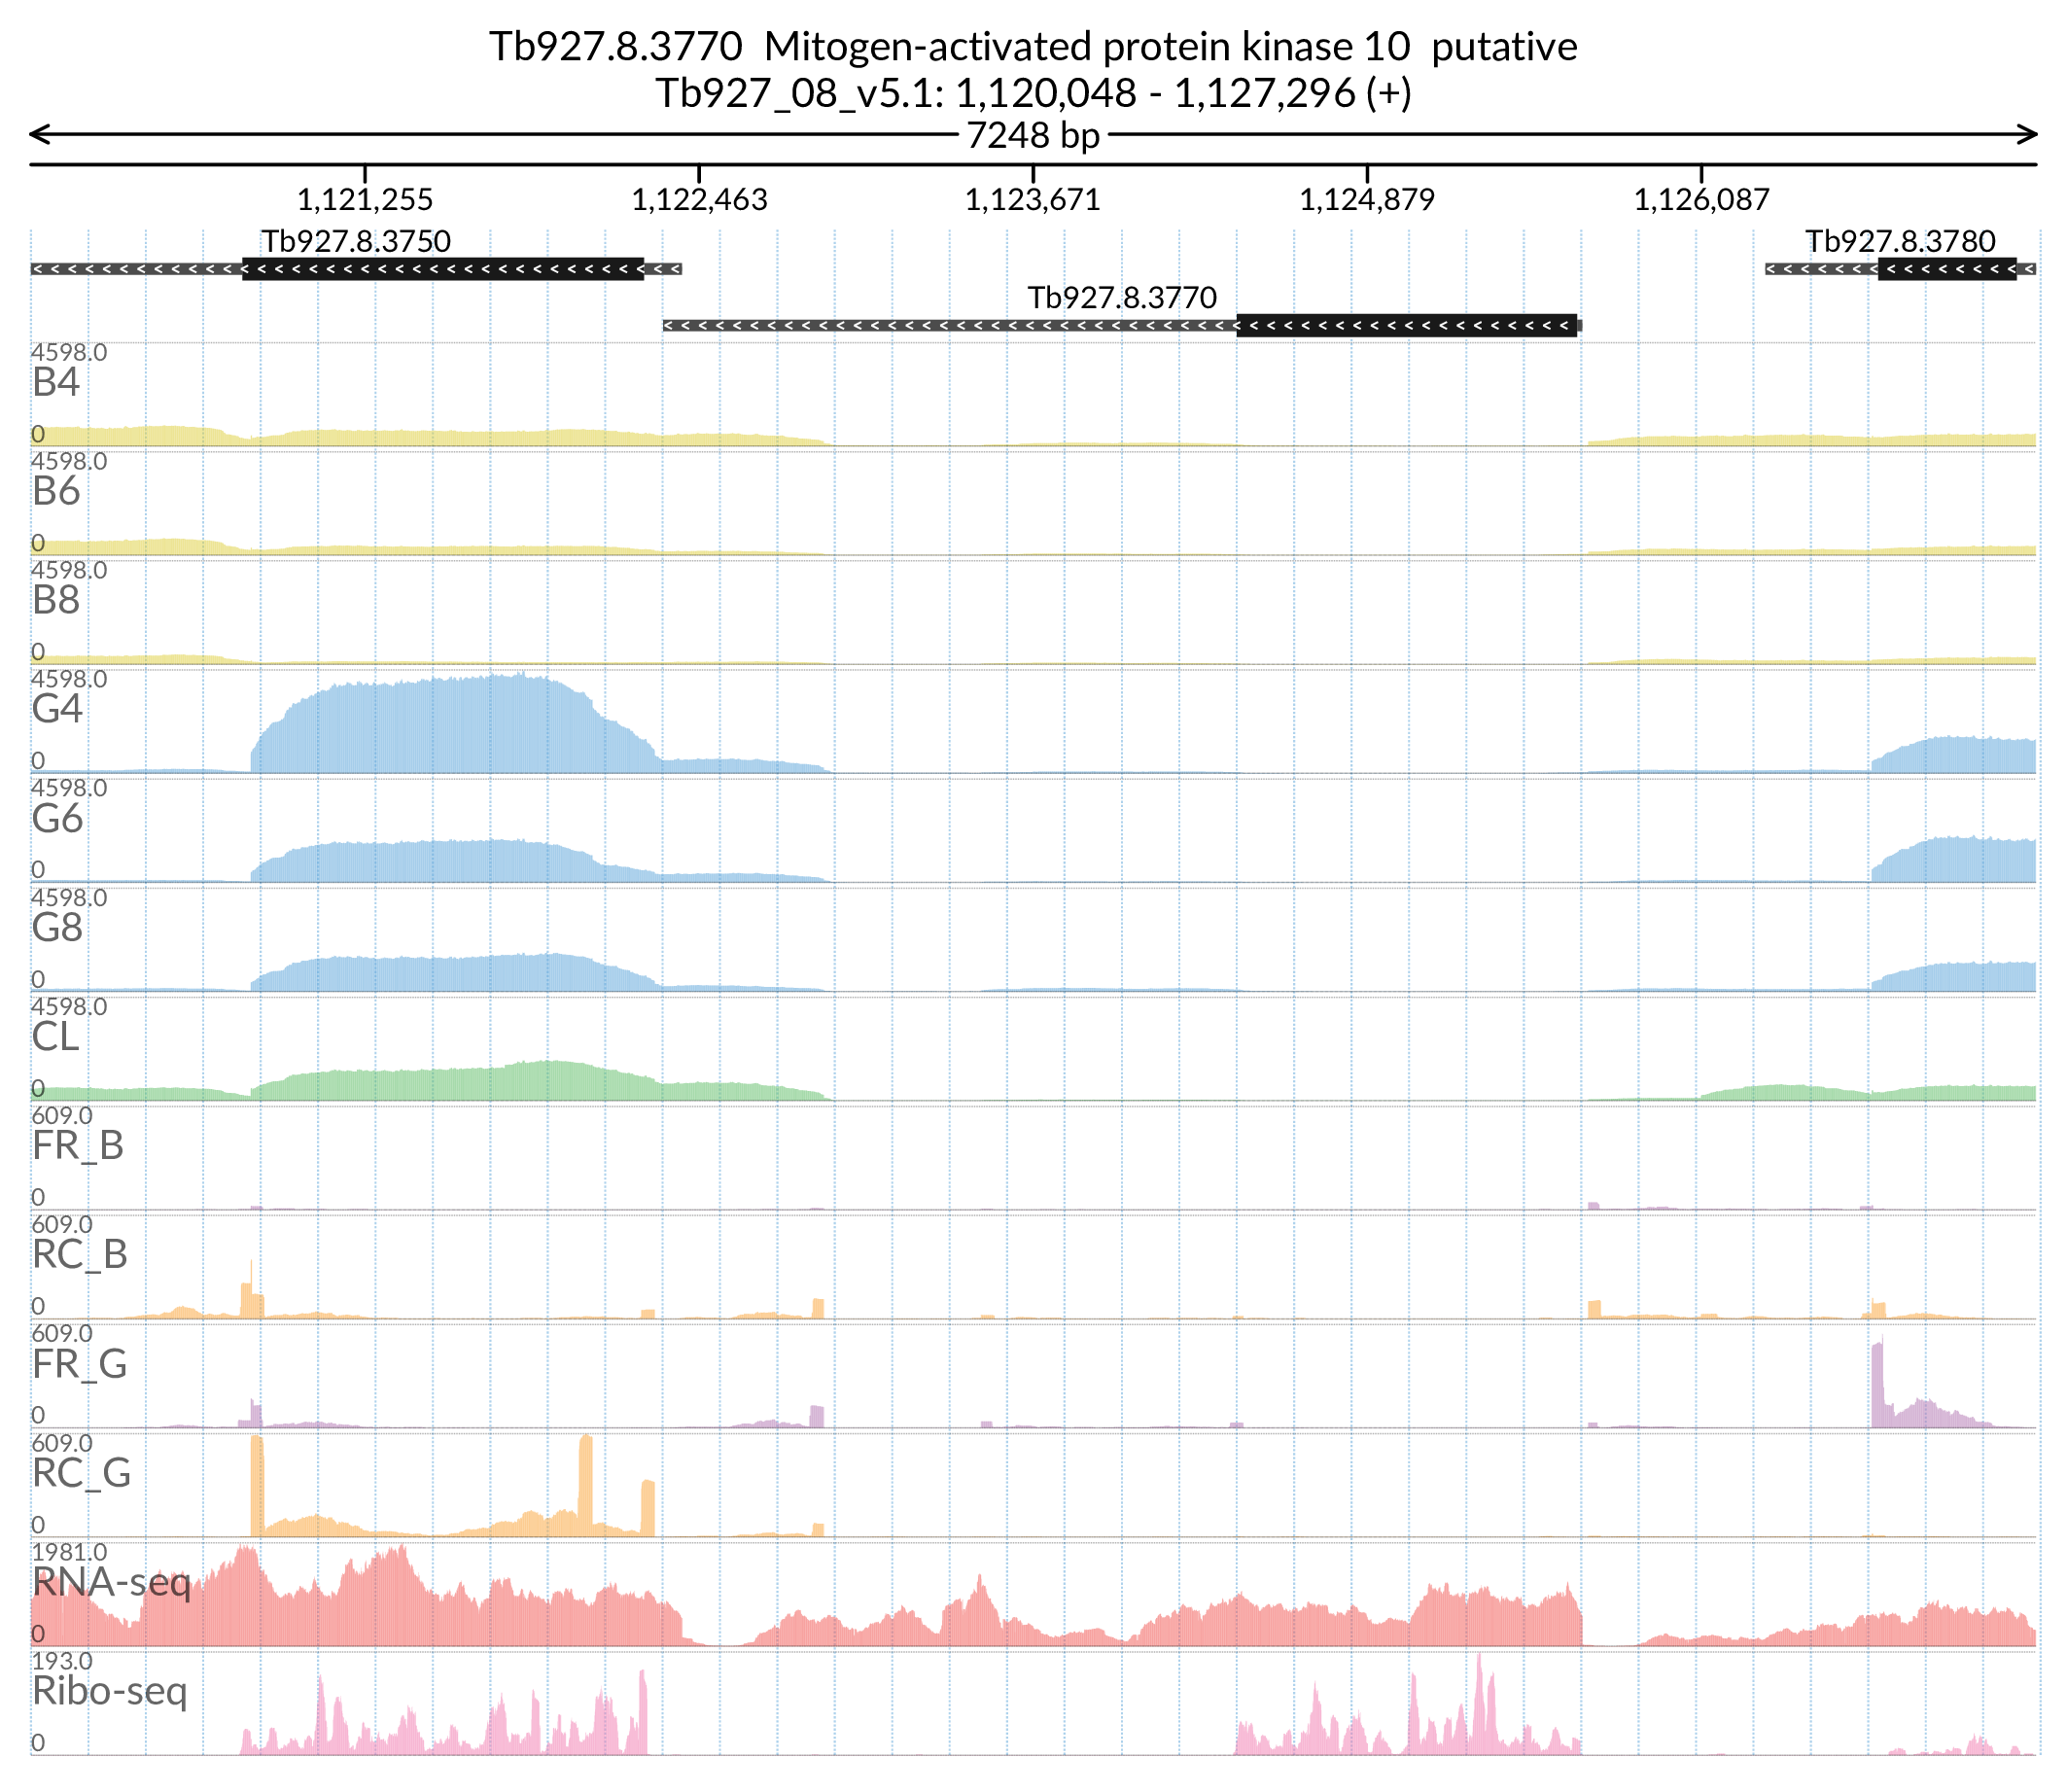 Tb927.8.3770 Mitogen-activated protein kinase 10 putative
Tb927_08_v5.1: 1,120,048 - 1,127,296 (+)
7248 bp
1,121,255 1,122,463 1,123,671 1,124,879 1,126,087
Tb927.8.3750 Tb927.8.3780
Tb927.8.3770
4598.0
B4
0
4598.0
B6
0
4598.0
B8
0
4598.0
G4
0
4598.0
G6
0
4598.0
G8
0
4598.0
CL
0
609.0
FR_B
0
609.0
RC_B
0
609.0
FR_G
0
609.0
RC_G
0
1981.0
RNA-seq
0
193.0
Ribo-seq
0